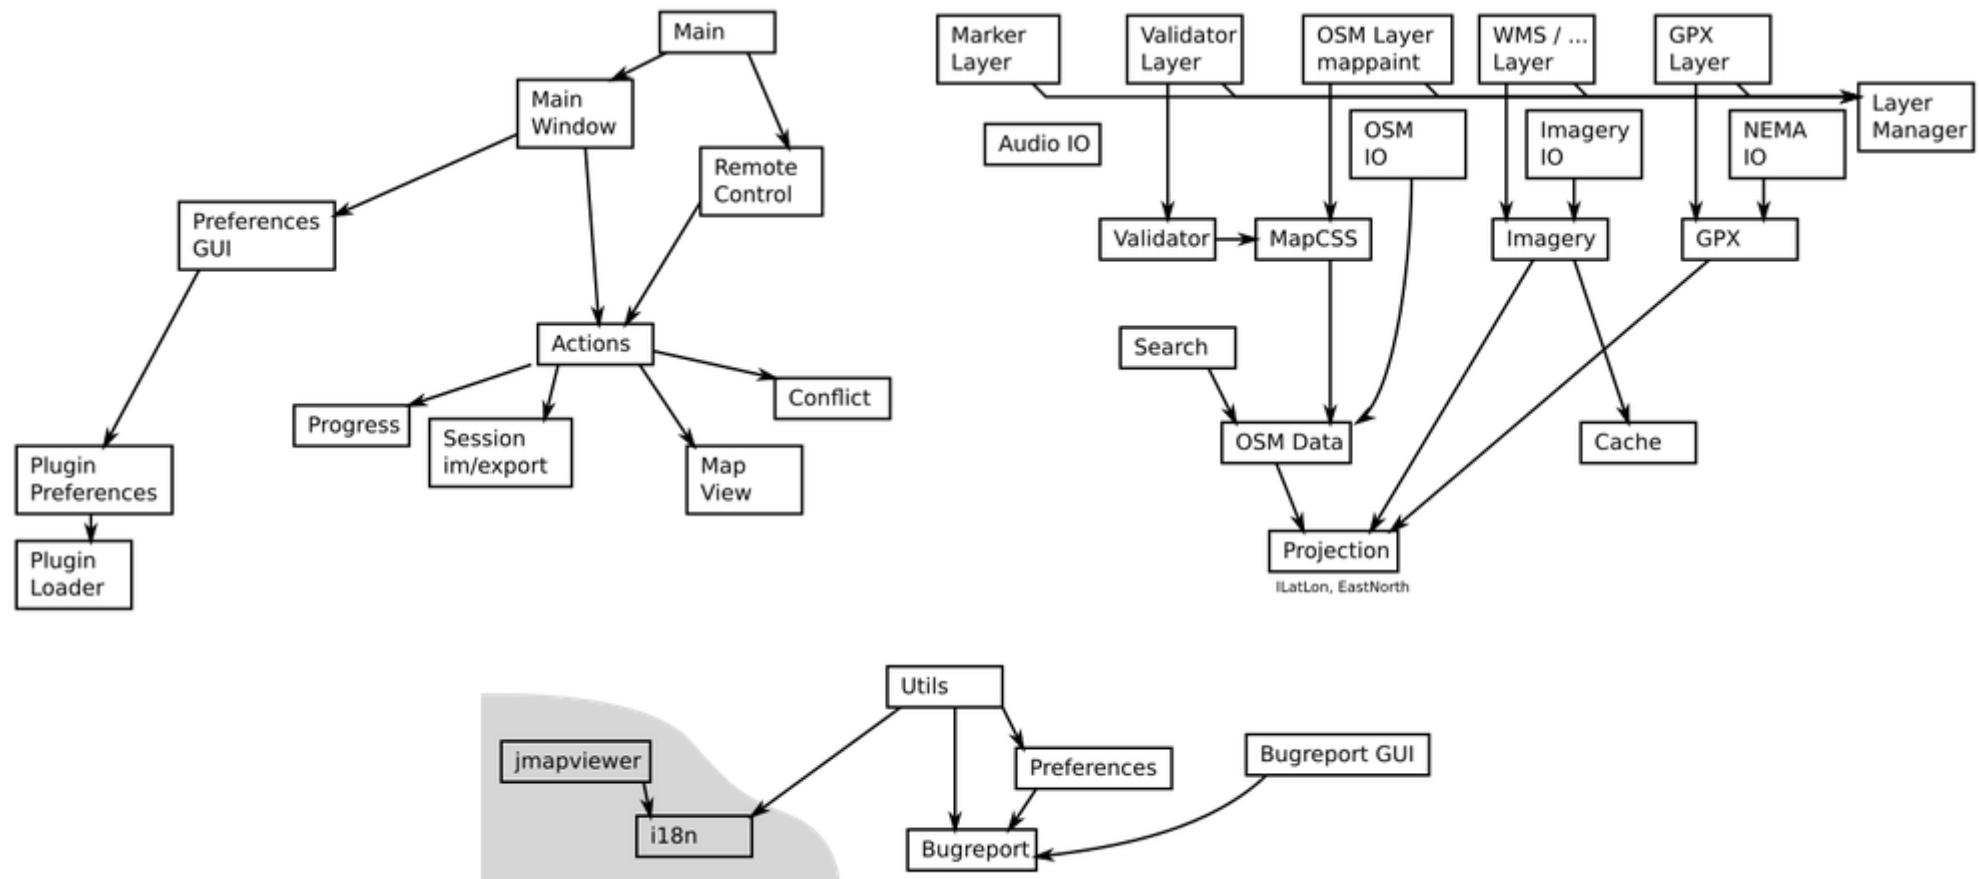 Main
Main
Window
Remote
Control
Preferences
GUI
Actions
Progress
Session
im/export
Map
View
Conflict
Plugin
Preferences
Plugin
Loader
Marker
Layer
Validator
Layer
OSM Layer
mappaint
WMS / ...
Layer
GPX
Layer
Layer
Manager
Audio IO
OSM
IO
Imagery
IO
NEMA
IO
Validator
MapCSS
Imagery
GPX
Search
OSM Data
Cache
Projection
ILatLon, EastNorth
Utils
jmapviewer
Preferences
Bugreport GUI
i18n
Bugreport